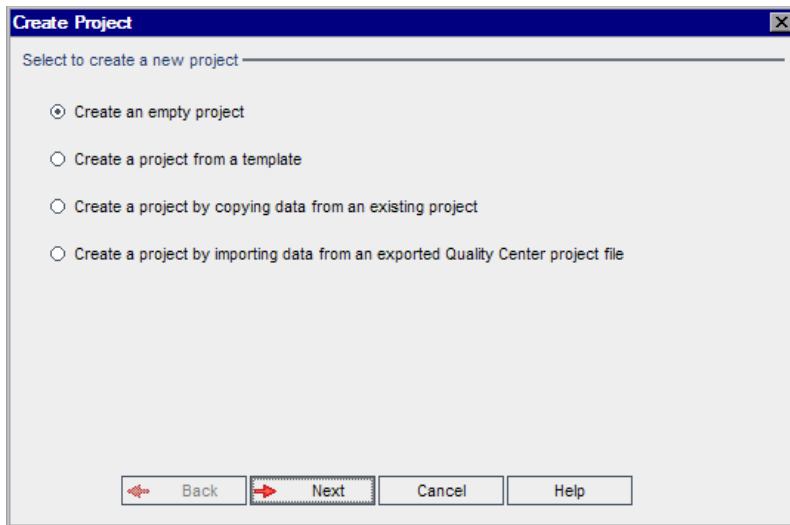 Create Project
Select to create a new project
Create an empty project
Create a project from a template
Create a project by copying data from an existing project
Create a project by importing data from an exported Quality Center project file
Back Next Cancel Help